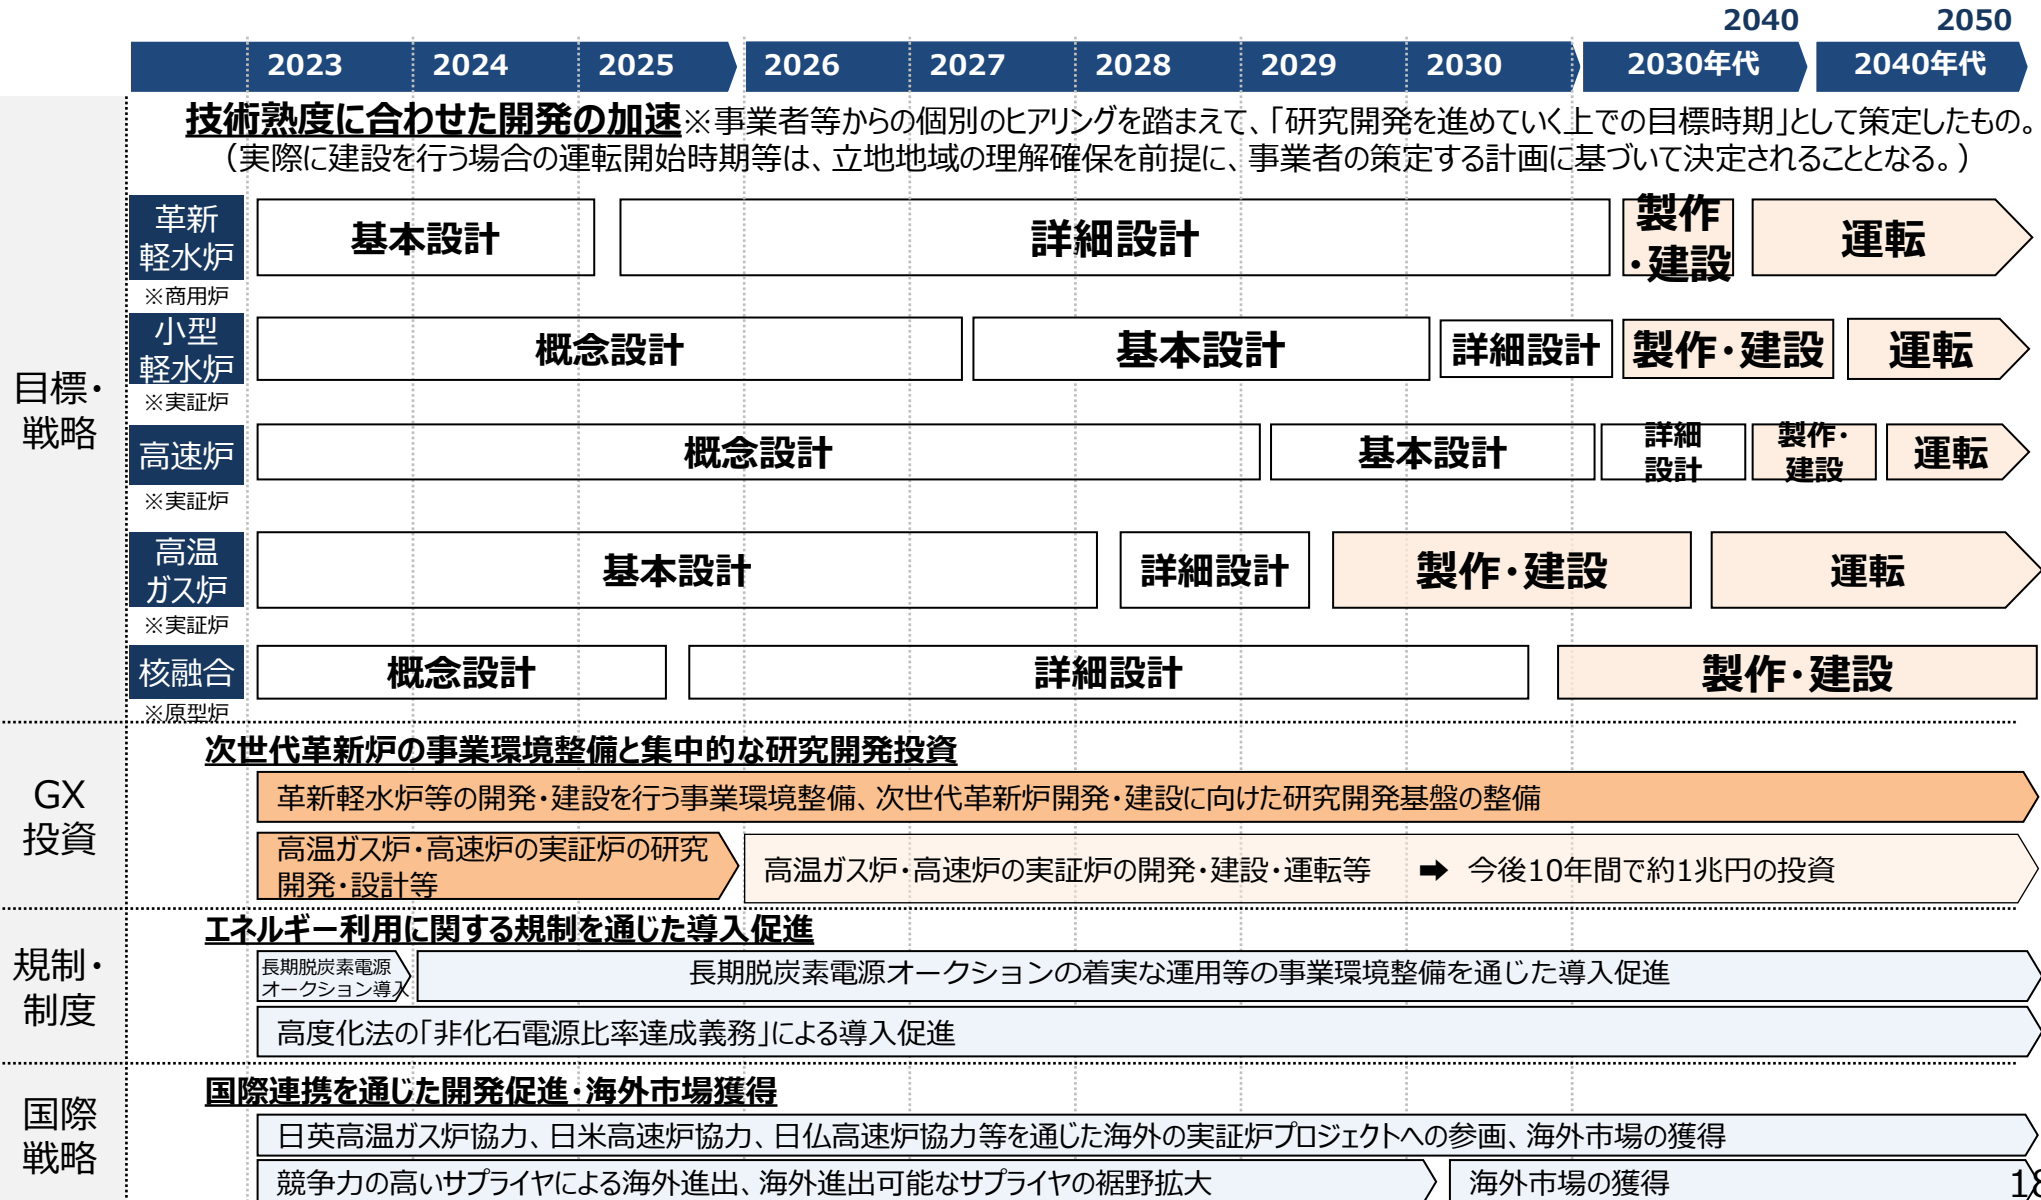 2040 2050
2023 2024 2025 2026 2027 2028 2029 2030 2030年代 2040年代
目標・
戦略
技術熟度に合わせた開発の加速※事業者等からの個別のヒアリングを踏まえて、「研究開発を進めていく上での目標時期」として策定したもの。
（実際に建設を行う場合の運転開始時期等は、立地地域の理解確保を前提に、事業者の策定する計画に基づいて決定されることとなる。）
革新
軽水炉
※商用炉
基本設計 詳細設計
製作
・建設
運転
小型
軽水炉
※実証炉
概念設計 基本設計 詳細設計 製作・建設 運転
高速炉
※実証炉
概念設計 基本設計
詳細
設計
製作・
建設
運転
高温
ガス炉
※実証炉
基本設計 詳細設計 製作・建設 運転
核融合
※原型炉
概念設計 詳細設計 製作・建設
GX
投資
次世代革新炉の事業環境整備と集中的な研究開発投資
革新軽水炉等の開発・建設を行う事業環境整備、次世代革新炉開発・建設に向けた研究開発基盤の整備
高温ガス炉・高速炉の実証炉の研究
開発・設計等
高温ガス炉・高速炉の実証炉の開発・建設・運転等 ➡ 今後10年間で約1兆円の投資
規制・
制度
エネルギー利用に関する規制を通じた導入促進
長期脱炭素電源
オークション導入
長期脱炭素電源オークションの着実な運用等の事業環境整備を通じた導入促進
高度化法の「非化石電源比率達成義務」による導入促進
国際
戦略
国際連携を通じた開発促進・海外市場獲得
日英高温ガス炉協力、日米高速炉協力、日仏高速炉協力等を通じた海外の実証炉プロジェクトへの参画、海外市場の獲得
競争力の高いサプライヤによる海外進出、海外進出可能なサプライヤの裾野拡大 海外市場の獲得